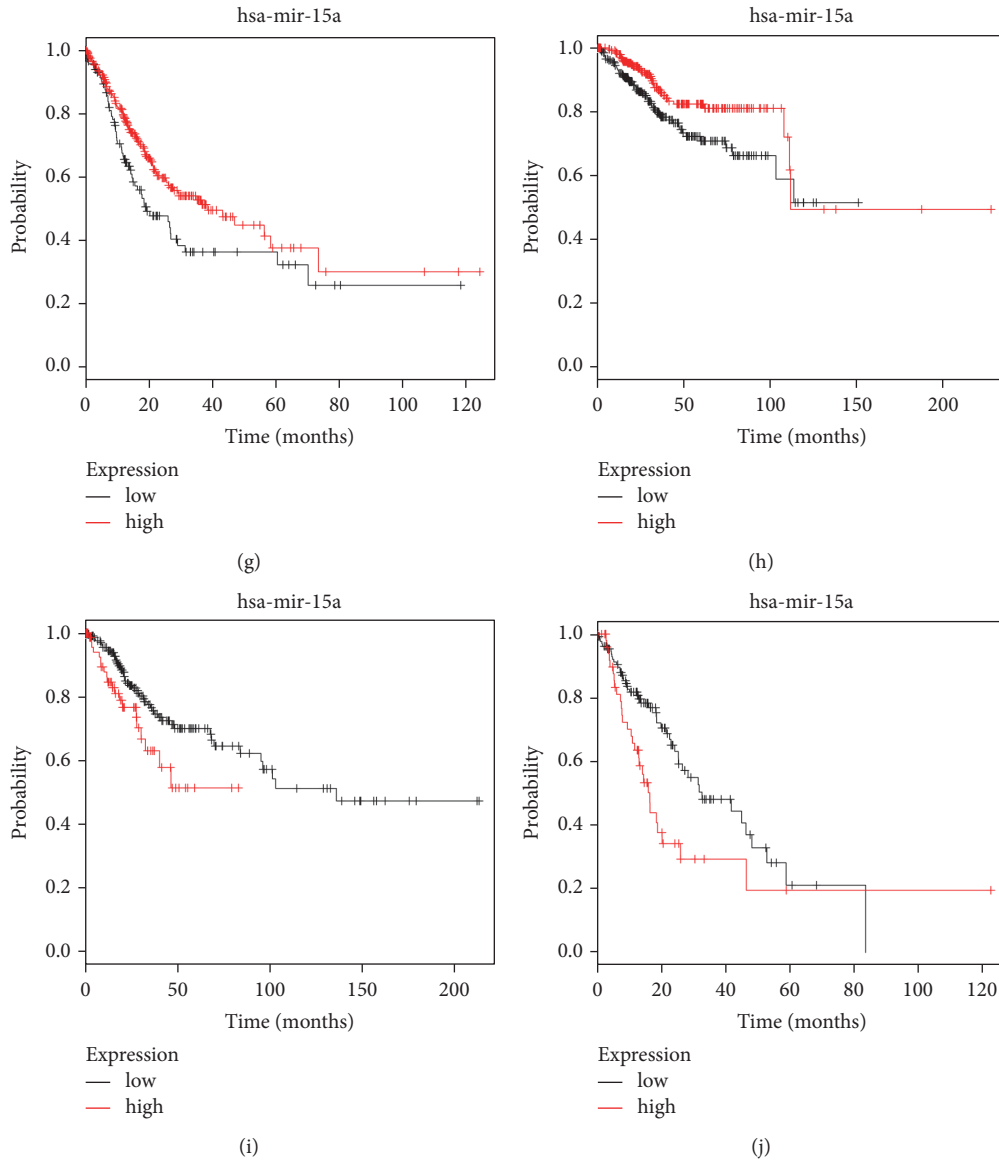 hsa-mir-15a
1.0
0.8
0.6
0.4
0.2
0.0
Probability
0 20 40 60 80 100 120
Time (months)
Expression
low
high
(g)
hsa-mir-15a
1.0
0.8
0.6
0.4
0.2
0.0
Probability
0 50 100 150 200
Time (months)
Expression
low
high
(h)
hsa-mir-15a
1.0
0.8
0.6
0.4
0.2
0.0
Probability
0 50 100 150 200
Time (months)
Expression
low
high
(i)
hsa-mir-15a
1.0
0.8
0.6
0.4
0.2
0.0
Probability
0 20 40 60 80 100 120
Time (months)
Expression
low
high
(j)